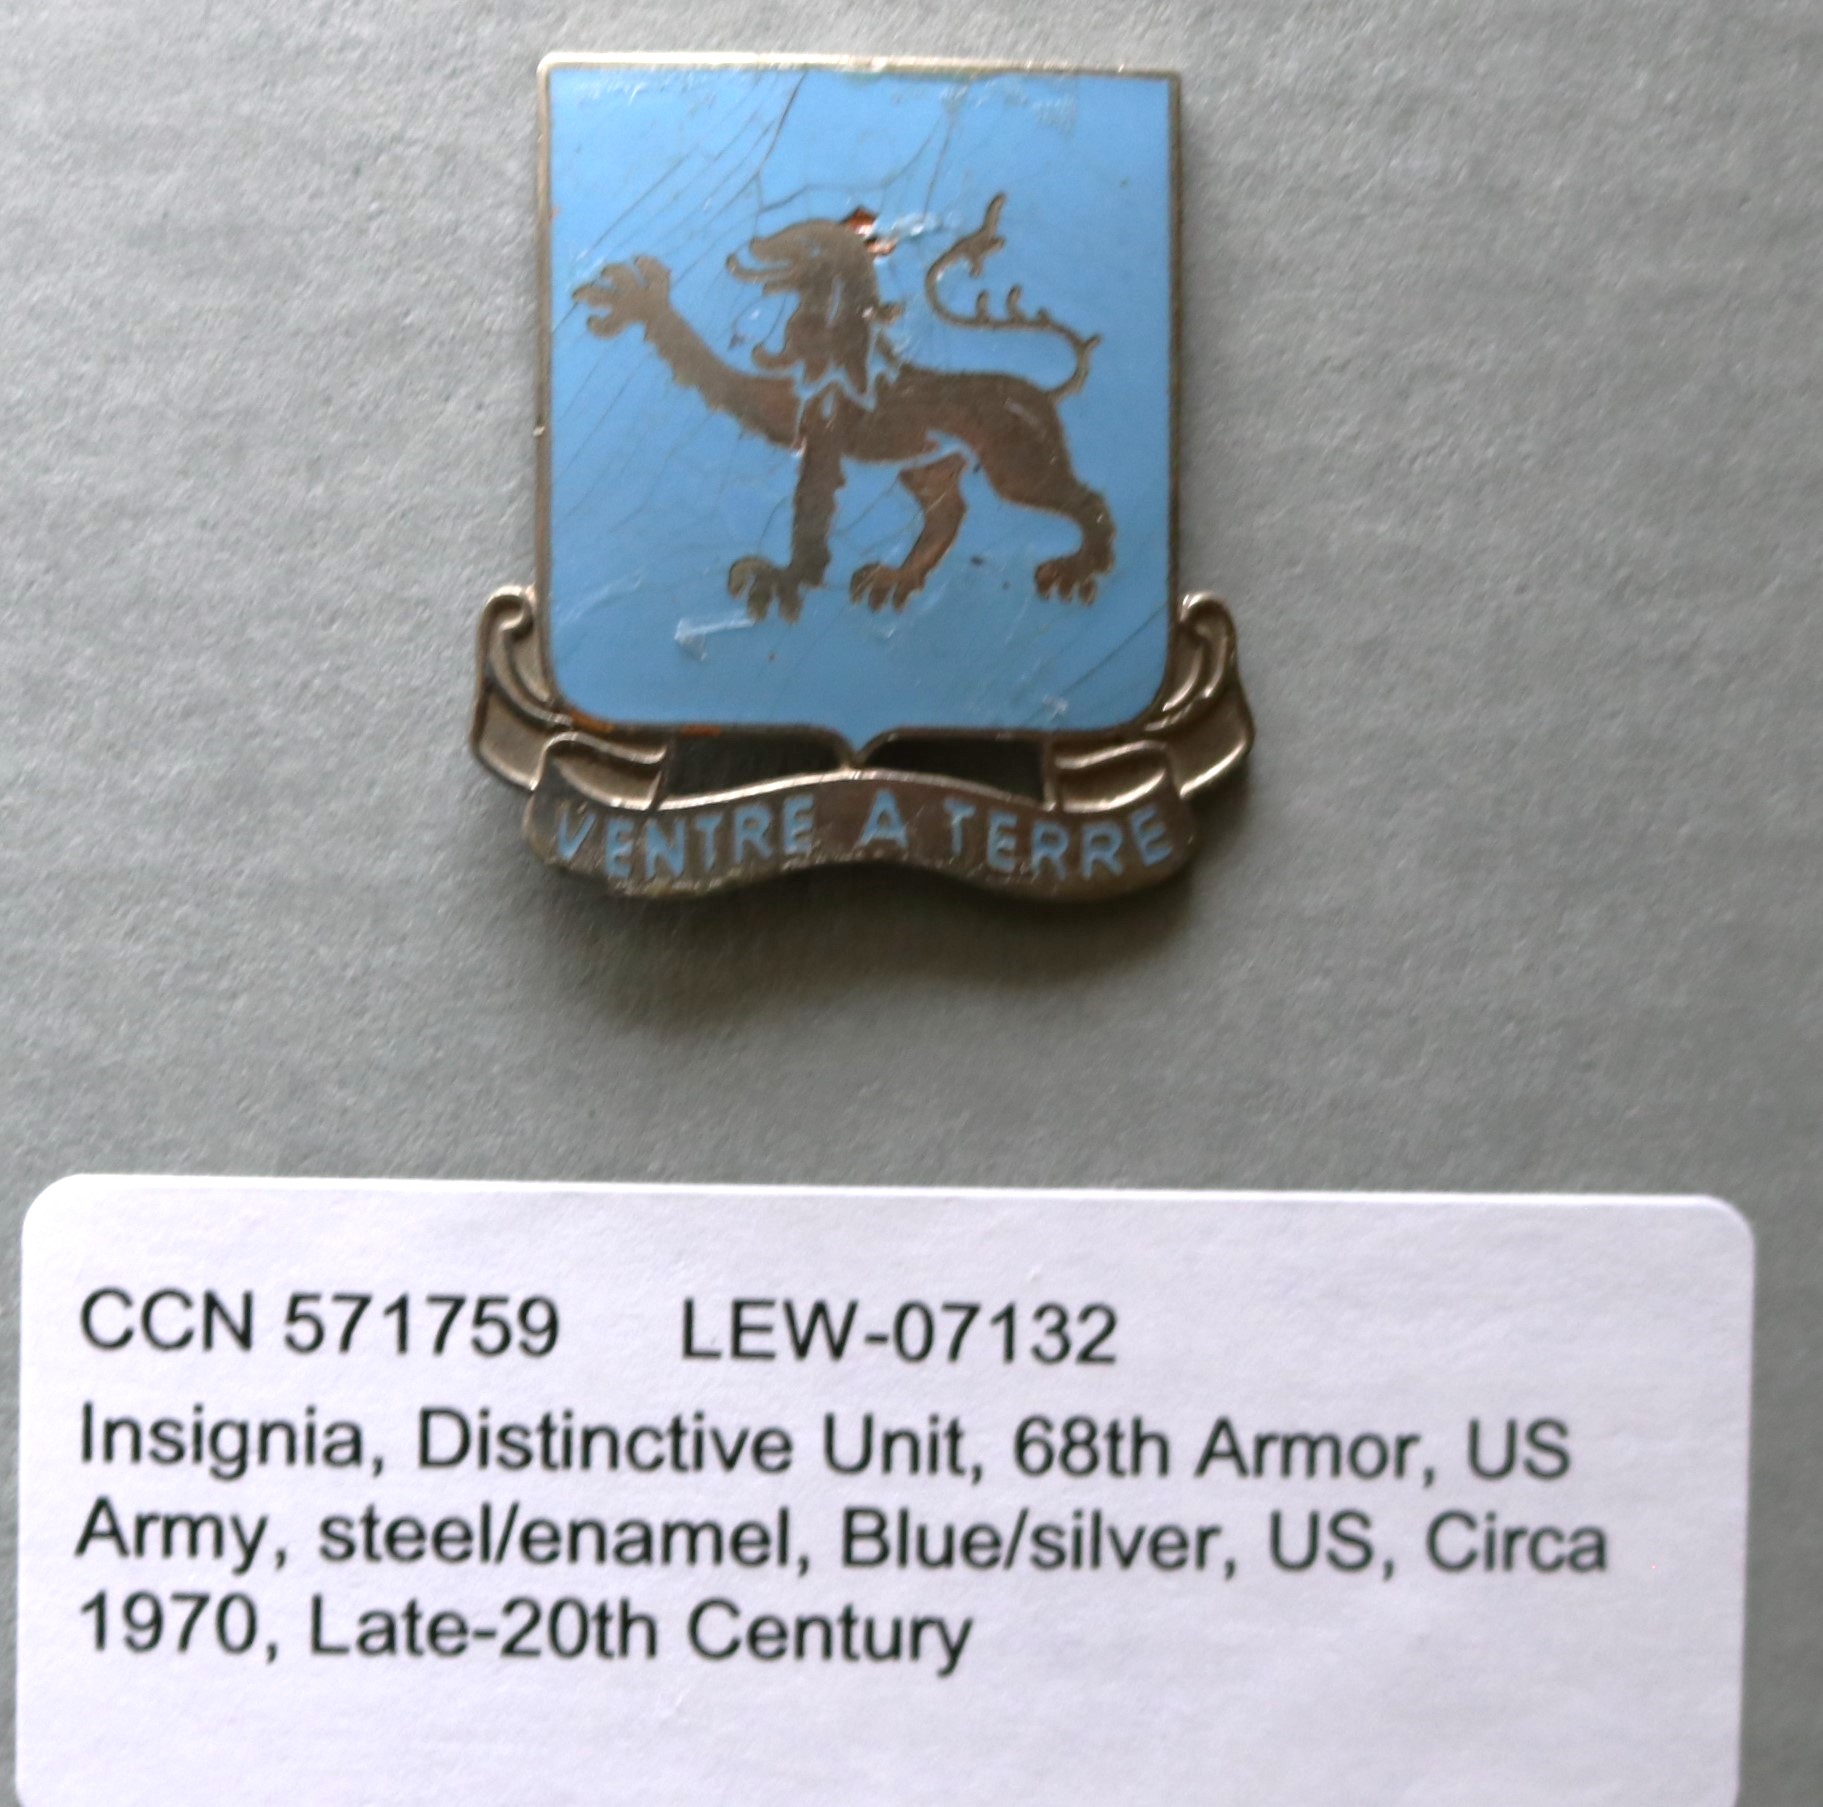 VENTRE A TERRE
CCN 571759 LEW-07132
Insignia, Distinctive Unit, 68th Armor, US
Army, steel/enamel, Blue/silver, US, Circa
1970, Late-20th Century